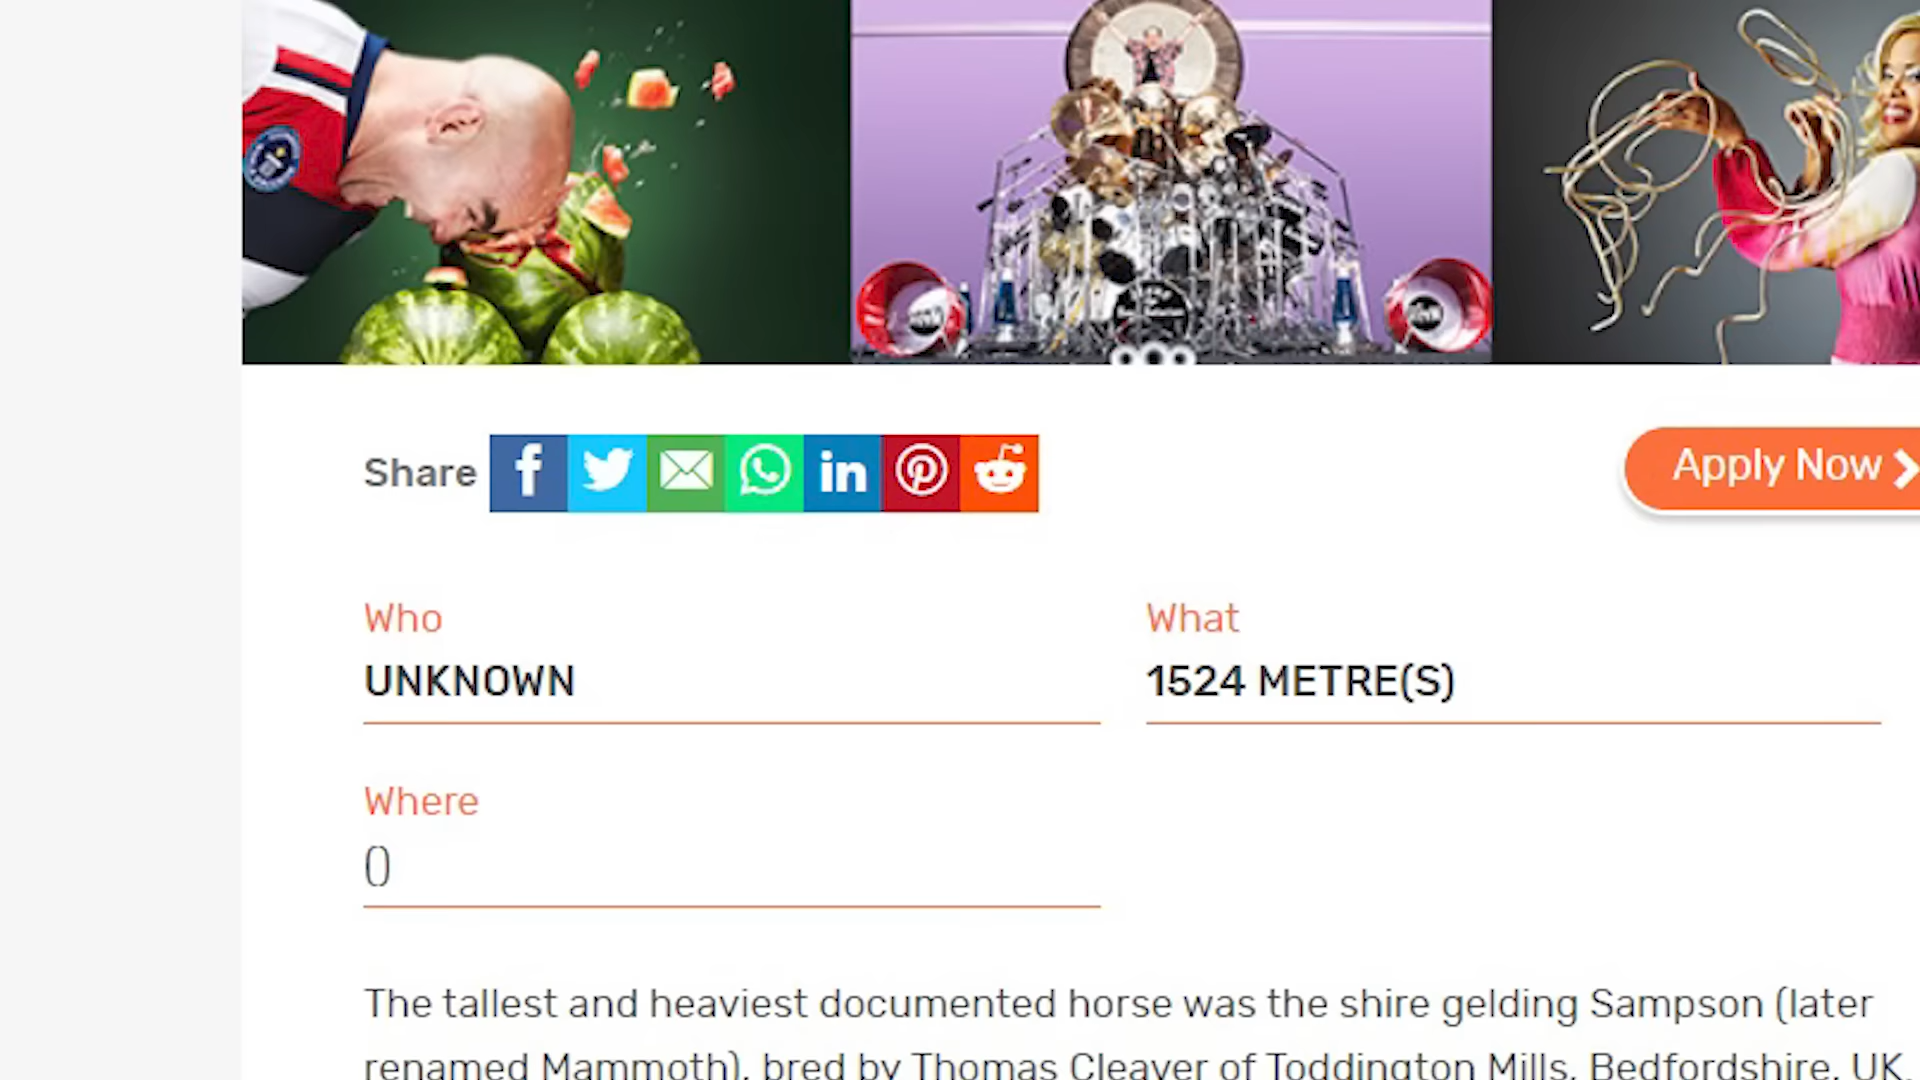 Share
Apply Now
Who
UNKNOWN
What
1524 METRE(S)
Where
()
The tallest and heaviest documented horse was the shire gelding Sampson (later
renamed Mammoth), bred by Thomas Cleaver of Toddington Mills, Bedfordshire, UK.